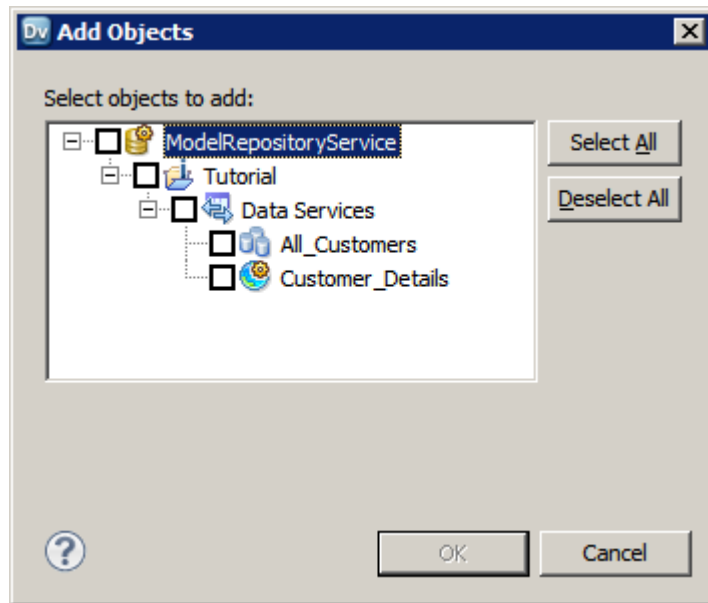 Dv Add Objects
Select objects to add:
ModelRepositoryService
Select All
Tutorial
Deselect All
Data Services
All_Customers
Customer_Details
?
OK
Cancel